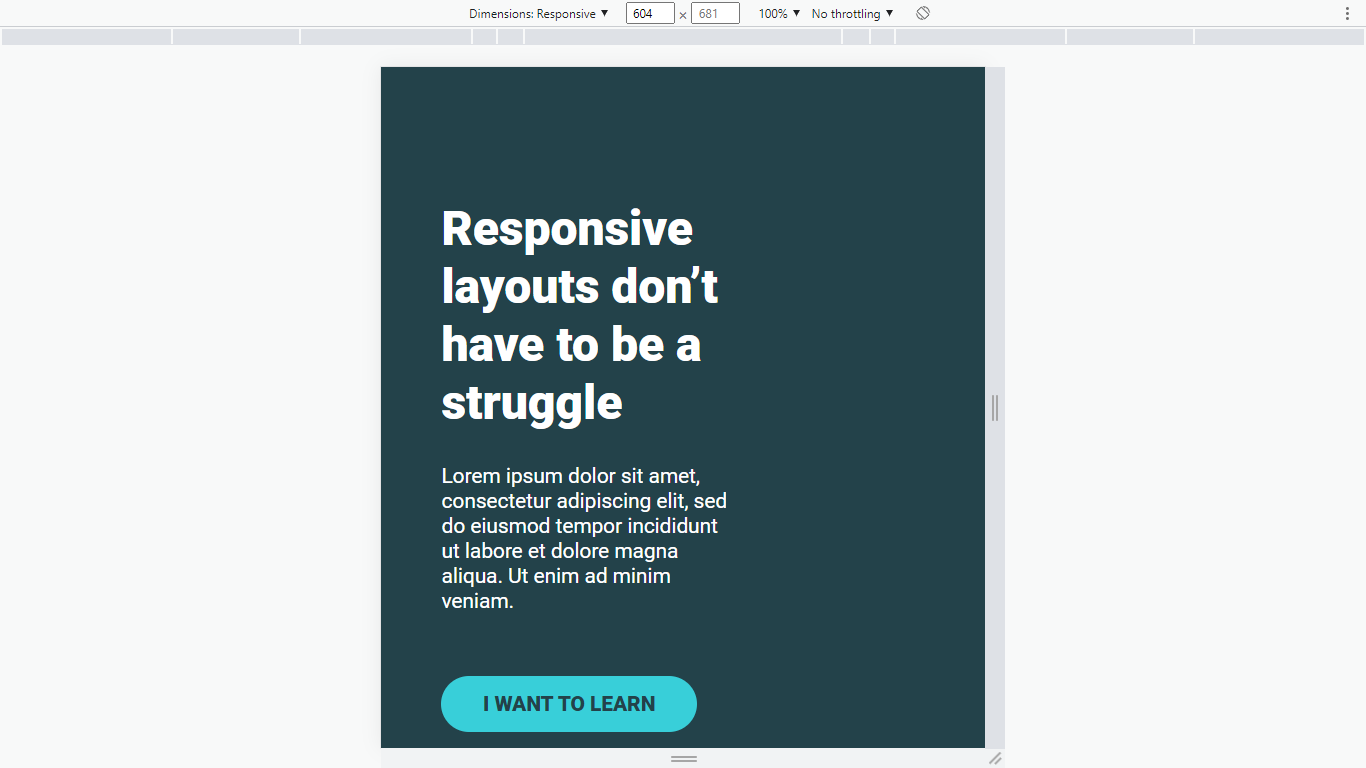 Dimensions: Responsive ▼ 604 × 681 100% ▼ No throttling ▼
Responsive
layouts don’t
have to be a
struggle
Lorem ipsum dolor sit amet,
consectetur adipiscing elit, sed
do eiusmod tempor incididunt
ut labore et dolore magna
aliqua. Ut enim ad minim
veniam.
I WANT TO LEARN